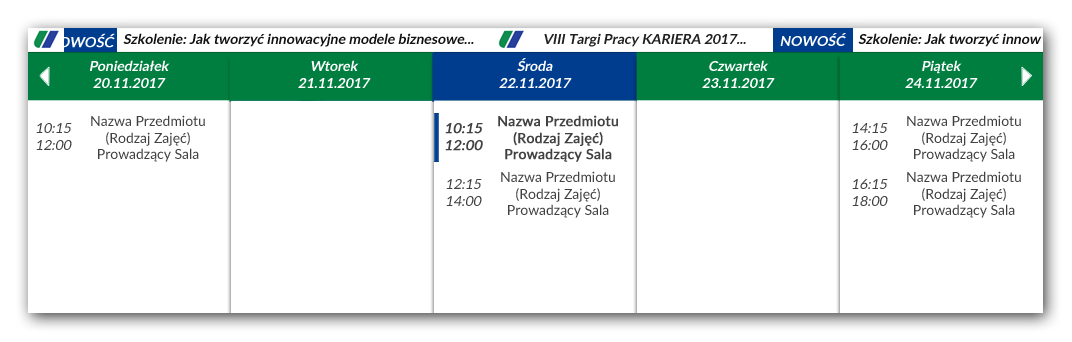 OWOŚĆ Szkolenie: Jak tworzyć innowacyjne modele biznesowe... VIII Targi Pracy KARIERA 2017... NOWOŚĆ Szkolenie: Jak tworzyć innow
Poniedziałek Wtorek Środa Czwartek Piątek
20.11.2017 21.11.2017 22.11.2017 23.11.2017 24.11.2017
10:15
12:00
Nazwa Przedmiotu
(Rodzaj Zajęć)
Prowadzący Sala
10:15
12:00
Nazwa Przedmiotu
(Rodzaj Zajęć)
Prowadzący Sala
12:15
14:00
Nazwa Przedmiotu
(Rodzaj Zajęć)
Prowadzący Sala
14:15
16:00
Nazwa Przedmiotu
(Rodzaj Zajęć)
Prowadzący Sala
16:15
18:00
Nazwa Przedmiotu
(Rodzaj Zajęć)
Prowadzący Sala